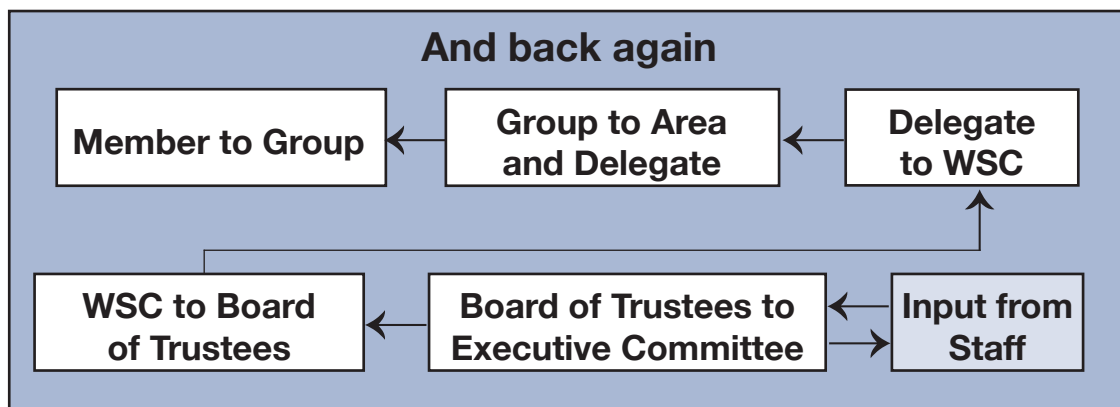 And back again
Member to Group
Group to Area
and Delegate
Delegate
to WSC
WSC to Board
of Trustees
Board of Trustees to
Executive Committee
Input from
Staff